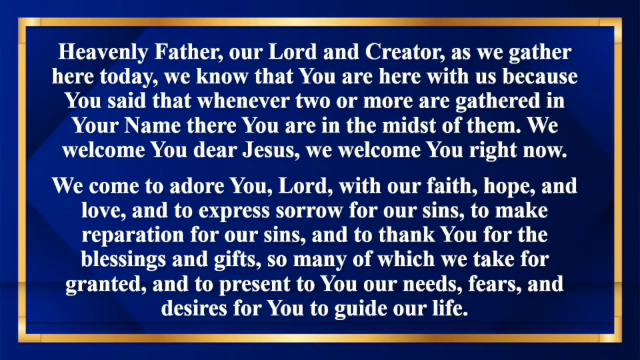 Heavenly Father, our Lord and Creator, as we gather
here today, we know that You are here with us because
You said that whenever two or more are gathered in
Your Name there You are in the midst of them. We
welcome You dear Jesus, we welcome You right now.
We come to adore You, Lord, with our faith, hope, and
love, and to express sorrow for our sins, to make
reparation for our sins, and to thank You for the
blessings and gifts, so many of which we take for
granted, and to present to You our needs, fears, and
desires for You to guide our life.